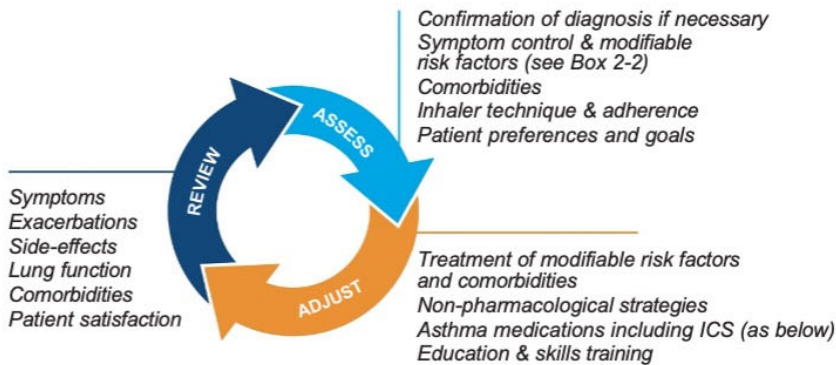 Confirmation of diagnosis if necessary
Symptom control & modifiable
risk factors (see Box 2-2)
Comorbidities
Inhaler technique & adherence
Patient preferences and goals
ASSESS
REVIEW
ADJUST
Symptoms
Exacerbations
Side-effects
Lung function
Comorbidities
Patient satisfaction
Treatment of modifiable risk factors
and comorbidities
Non-pharmacological strategies
Asthma medications including ICS (as below)
Education & skills training